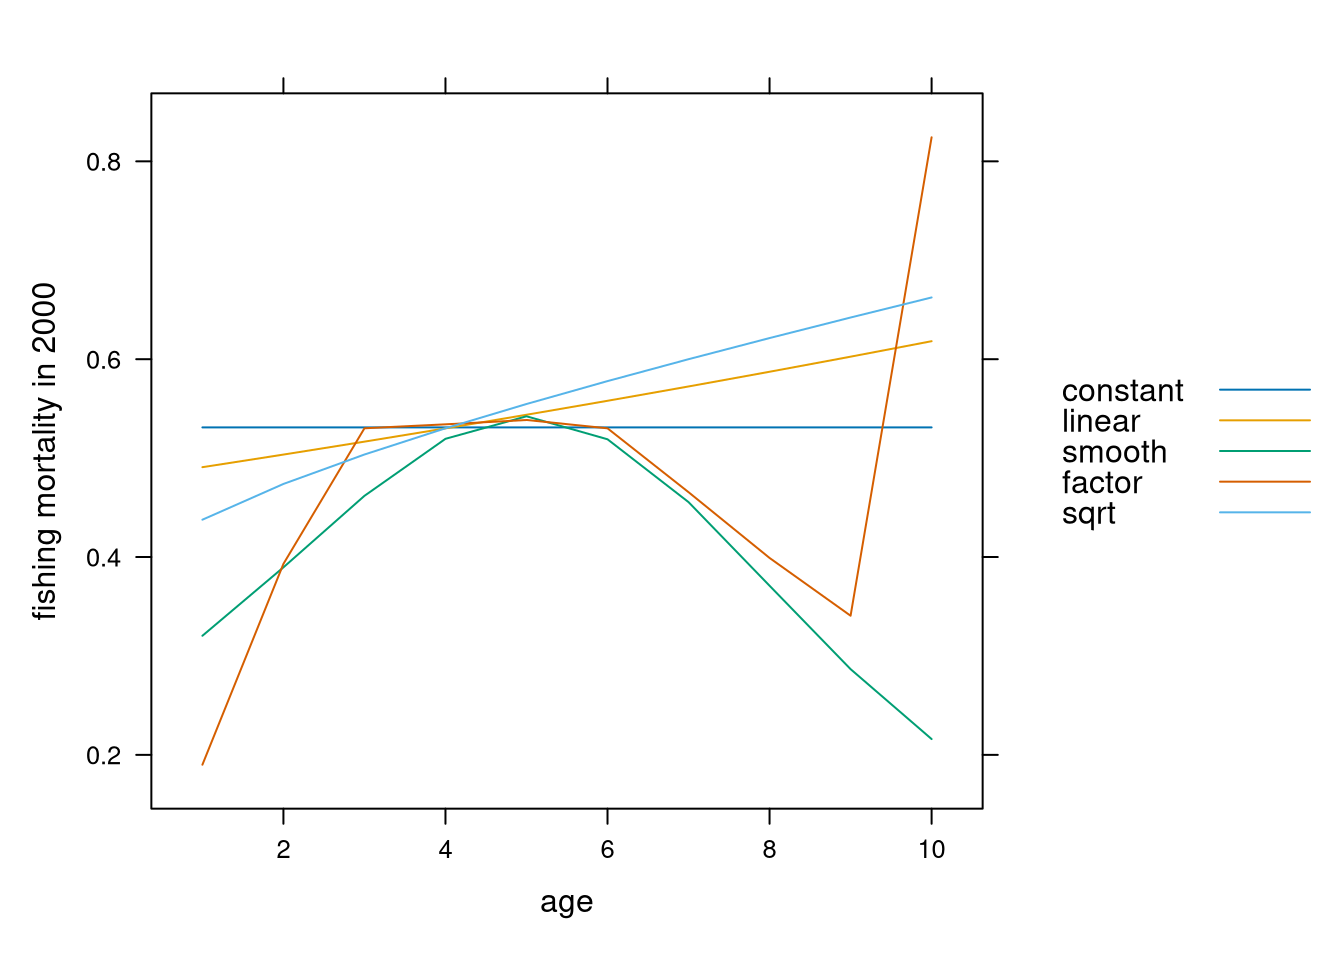 fishing mortality in 2000
0.8
0.6
0.4
0.2
2 4 6 8 10
age
constant
linear
smooth
factor
sqrt